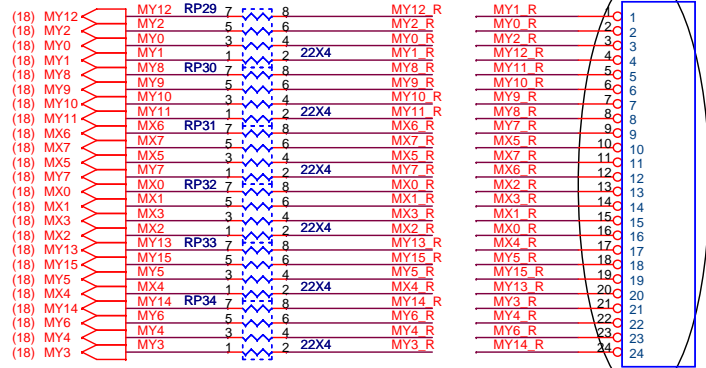 (18) MY12 MY12 RP29 7 8 MY12_R MY1_R 1 1
(18) MY2 MY2 5 6 MY2_R MY0_R 2 2
(18) MY0 MY0 3 4 MY0_R MY2_R 3 3
(18) MY1 MY1 1 2 22X4 MY1_R MY12_R 4 4
(18) MY8 MY8 RP30 7 8 MY8_R MY11_R 5 5
(18) MY9 MY9 5 6 MY9_R MY10_R 6 6
(18) MY10 MY10 3 4 MY10_R MY9_R 7 7
(18) MY11 MY11 1 2 22X4 MY11_R MY8_R 8 8
(18) MX6 MX6 RP31 7 8 MX6_R MY7_R 9 9
(18) MX7 MX7 5 6 MX7_R MX5_R 10 10
(18) MX5 MX5 3 4 MX5_R MX7_R 11 11
(18) MY7 MY7 1 2 22X4 MY7_R MX6_R 12 12
(18) MX0 MX0 RP32 7 8 MX0_R MX2_R 13 13
(18) MX1 MX1 5 6 MX1_R MX3_R 14 14
(18) MX3 MX3 3 4 MX3_R MX1_R 15 15
(18) MX2 MX2 1 2 22X4 MX2_R MX0_R 16 16
(18) MY13 MY13 RP33 7 8 MY13_R MX4_R 17 17
(18) MY15 MY15 5 6 MY15_R MY5_R 18 18
(18) MY5 MY5 3 4 MY5_R MY15_R 19 19
(18) MX4 MX4 1 2 22X4 MX4_R MY13_R 20 20
(18) MY14 MY14 RP34 7 8 MY14_R MY3_R 21 21
(18) MY6 MY6 5 6 MY6_R MY4_R 22 22
(18) MY4 MY4 3 4 MY4_R MY6_R 23 23
(18) MY3 MY3 1 2 22X4 MY3_R MY14_R 24 24